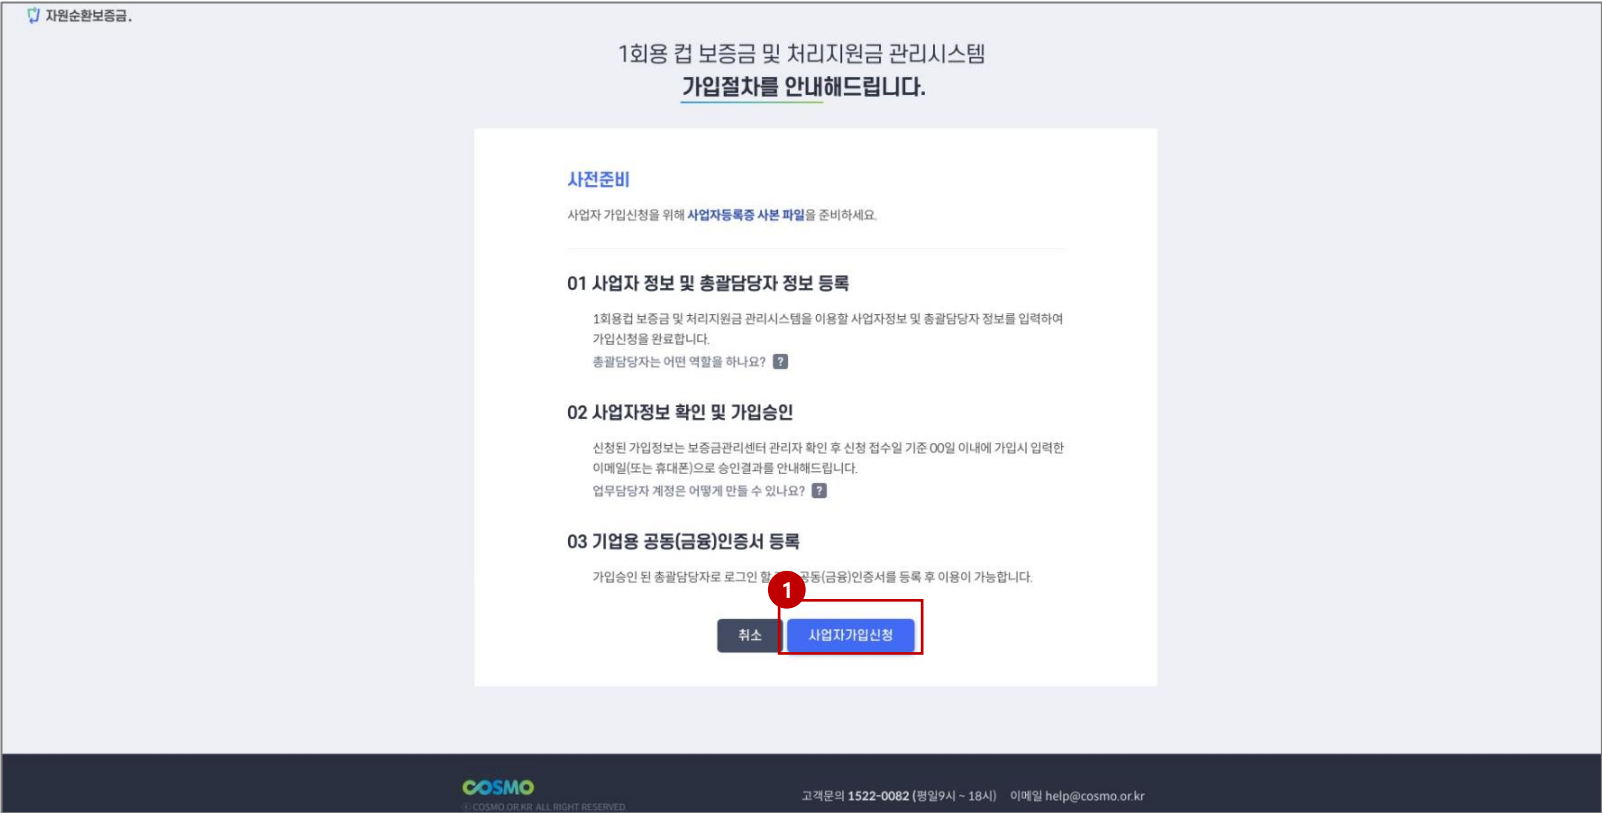 자원순환보증금.
1회용 컵 보증금 및 처리지원금 관리시스템
가입절차를 안내해드립니다.
사전준비
사업자 가입신청을 위해 사업자등록증 사본 파일을 준비하세요.
01 사업자 정보 및 총괄담당자 정보 등록
1회용컵 보증금 및 처리지원금 관리시스템을 이용할 사업자정보 및 총괄담당자 정보를 입력하여
가입신청을 완료합니다.
총괄담당자는 어떤 역할을 하나요? ?
02 사업자정보 확인 및 가입승인
신청된 가입정보는 보증금관리센터 관리자 확인 후 신청 접수일 기준 00일 이내에 가입시 입력한
이메일(또는 휴대폰)으로 승인결과를 안내해드립니다.
업무담당자 계정은 어떻게 만들 수 있나요? ?
03 기업용 공동(금융)인증서 등록
가입승인 된 총괄담당자로 로그인 할 공동(금융)인증서를 등록 후 이용이 가능합니다.
1
취소 사업자가입신청
COSMO
ⓒ COSMO.OR.KR ALL RIGHT RESERVED.
고객문의 1522-0082 (평일9시 ~ 18시) 이메일 help@cosmo.or.kr